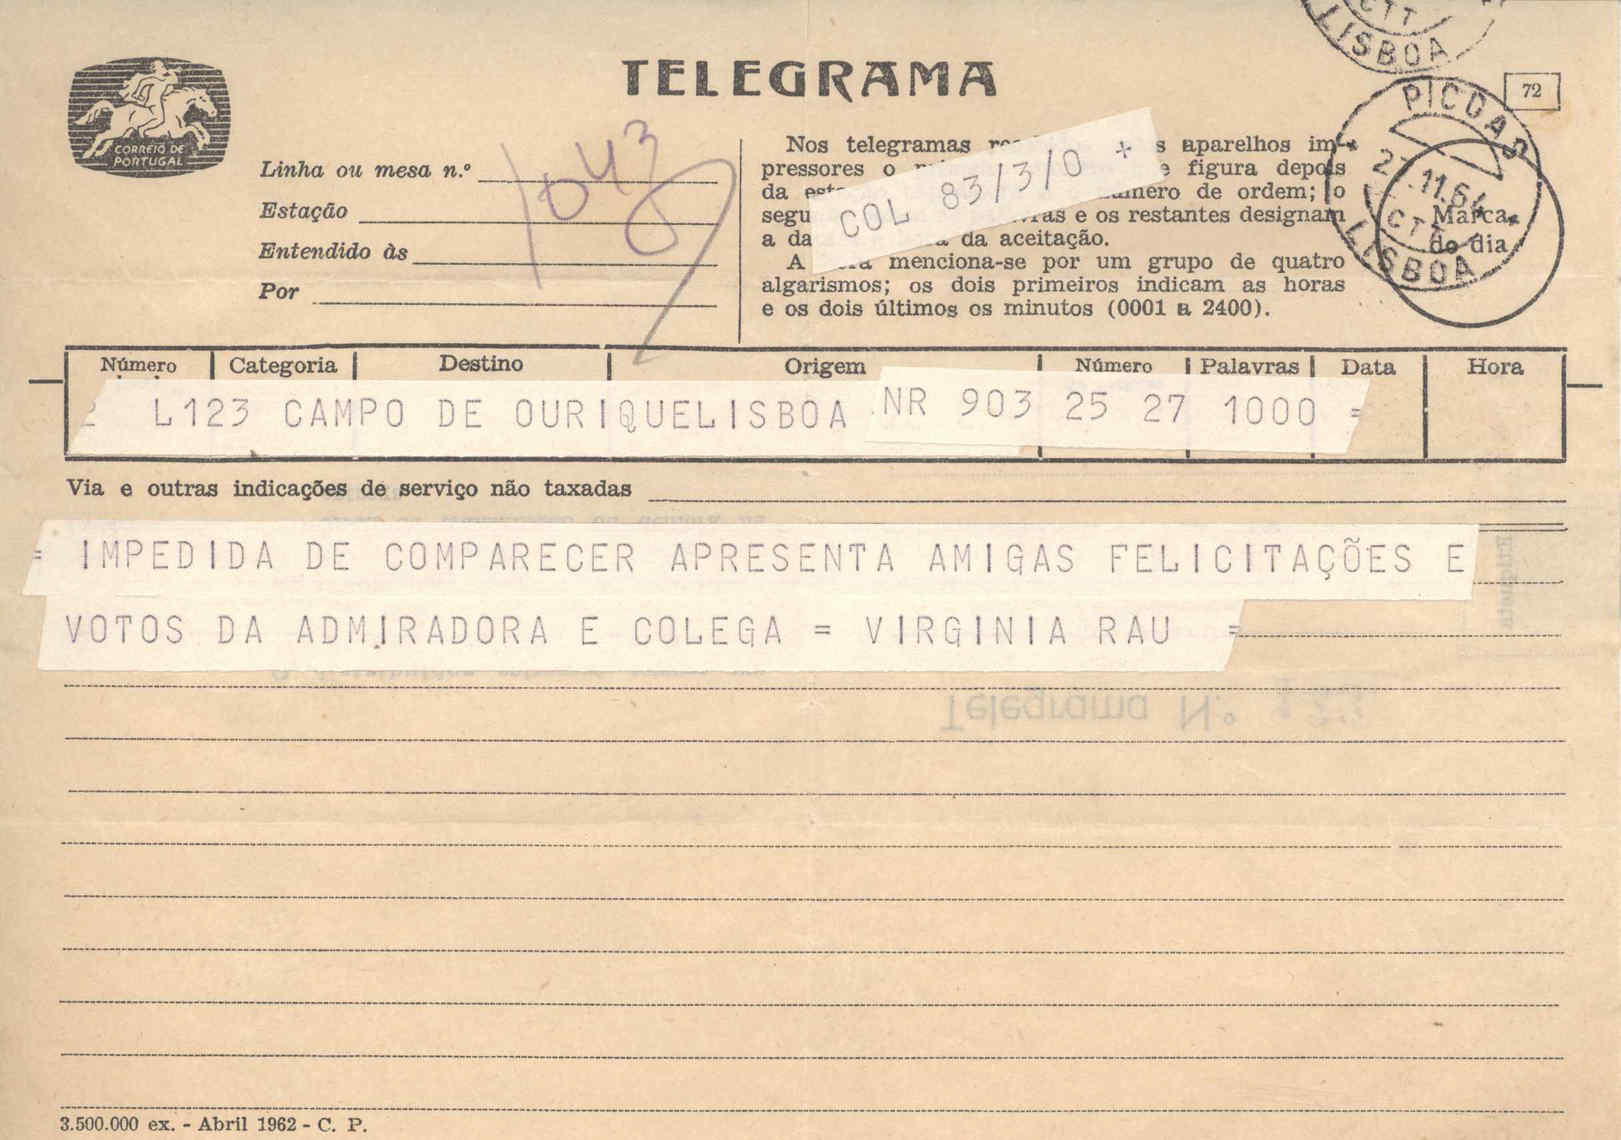 CTT
LISBOA
TELEGRAMA
72
CORREIO DE
PORTUGAL
PICOAS
.11.64
CTT
LISBOA
Marca
do dia
Linha ou mesa n.º
1043
Estação
Entendido às
Por
Nos telegramas aparelhos im-
pressores o figura depois
da de ordem; o
e os restantes designam
a da da aceitação.
A menciona-se por um grupo de quatro
algarismos; os dois primeiros indicam as horas
e os dois últimos os minutos (0001 a 2400).
COL 83/3/0 +
Número Categoria Destino Origem Número Palavras Data Hora
L123 CAMPO DE OURIQUELISBOA NR 903 25 27 1000 =
Via e outras indicações de serviço não taxadas
= IMPEDIDA DE COMPARECER APRESENTA AMIGAS FELICITAÇÕES E
VOTOS DA ADMIRADORA E COLEGA = VIRGINIA RAU =
Telegrama N.º
3.500.000 ex. - Abril 1962 - C. P.